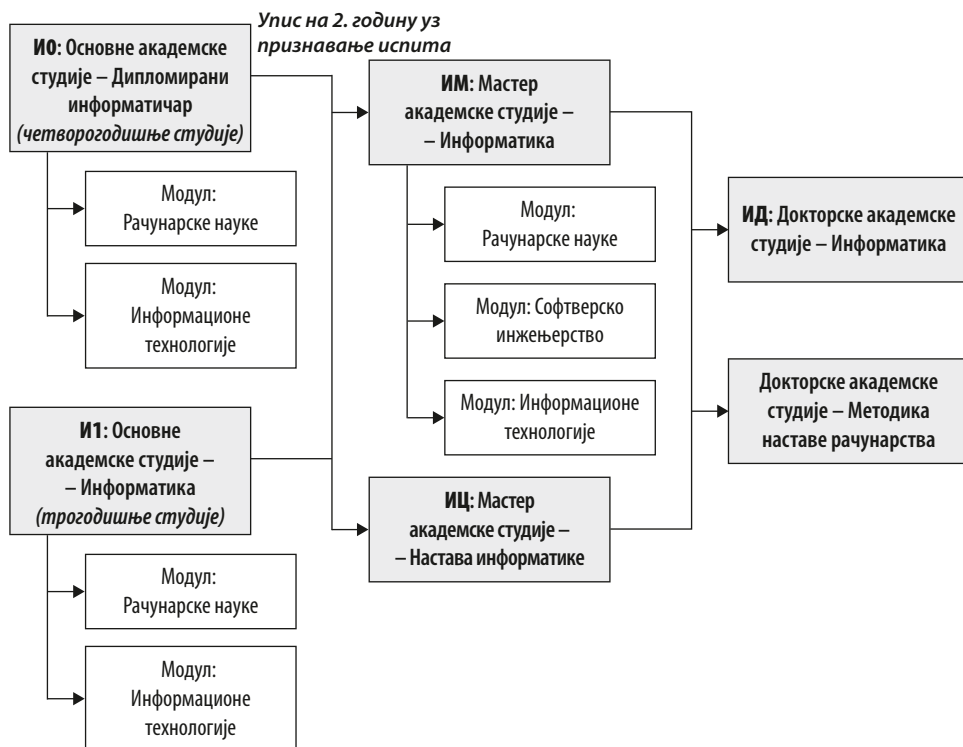 Упис на 2. годину уз
признавање испита
И0: Основне академске
студије – Дипломирани
информатичар
(четворогодишње студије)
Модул:
Рачунарске науке
Модул:
Информационе
технологије
И1: Основне
академске студије –
– Информатика
(трогодишње студије)
Модул:
Рачунарске науке
Модул:
Информационе
технологије
ИМ: Мастер
академске студије –
– Информатика
Модул:
Рачунарске науке
Модул: Софтверско
инжењерство
Модул: Информационе
технологије
ИЦ: Мастер
академске студије –
– Настава информатике
ИД: Докторске академске
студије – Информатика
Докторске академске
студије – Методика
наставе рачунарства